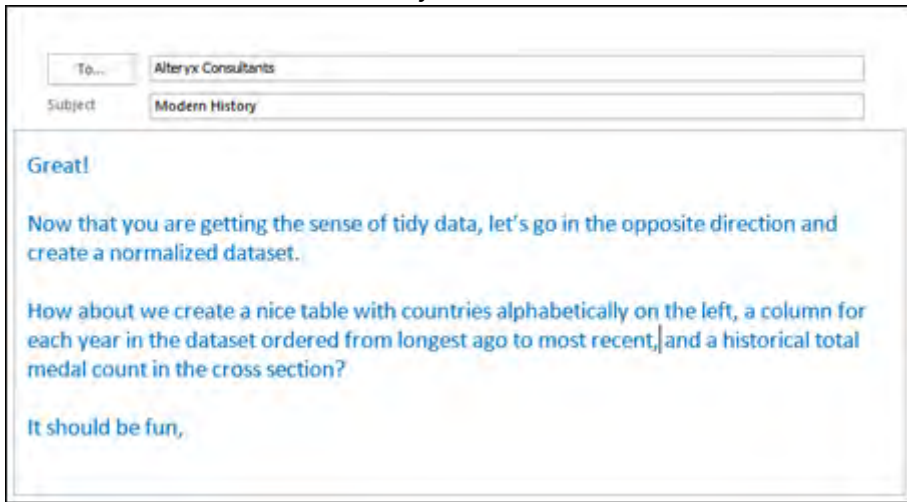 To...
Alteryx Consultants
Subject
Modern History
Great!
Now that you are getting the sense of tidy data, let's go in the opposite direction and
create a normalized dataset.
How about we create a nice table with countries alphabetically on the left, a column for
each year in the dataset ordered from longest ago to most recent, and a historical total
medal count in the cross section?
It should be fun,